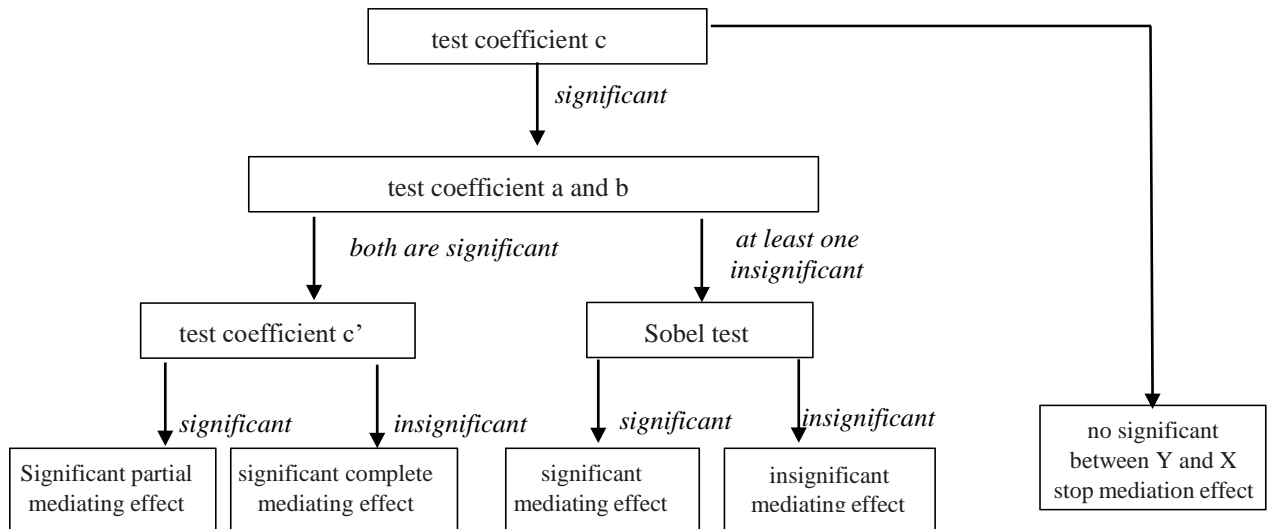 test coefficient c
significant
test coefficient a and b
both are significant
at least one
insignificant
test coefficient c’
Sobel test
significant
insignificant
significant
insignificant
Significant partial
mediating effect
significant complete
mediating effect
significant
mediating effect
insignificant
mediating effect
no significant
between Y and X
stop mediation effect